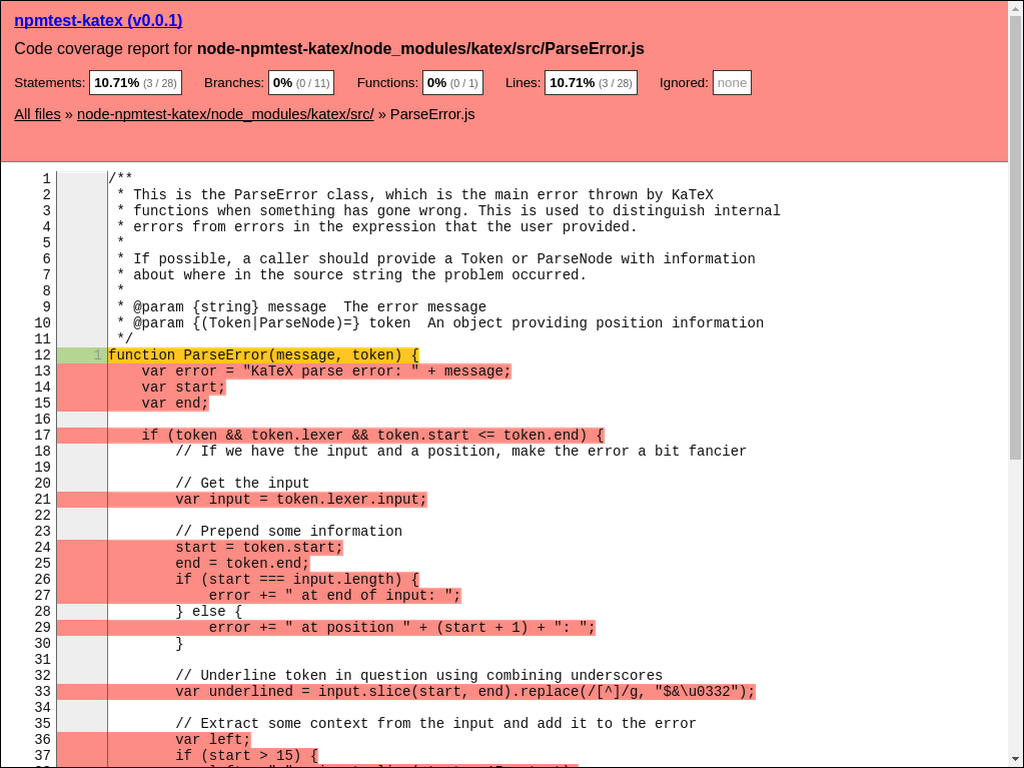 npmtest-katex (v0.0.1)
Code coverage report for node-npmtest-katex/node_modules/katex/src/ParseError.js
Statements: 10.71% (3 / 28) Branches: 0% (0 / 11) Functions: 0% (0 / 1) Lines: 10.71% (3 / 28) Ignored: none
All files » node-npmtest-katex/node_modules/katex/src/ » ParseError.js
1 /**
2  * This is the ParseError class, which is the main error thrown by KaTeX
3  * functions when something has gone wrong. This is used to distinguish internal
4  * errors from errors in the expression that the user provided.
5  *
6  * If possible, a caller should provide a Token or ParseNode with information
7  * about where in the source string the problem occurred.
8  *
9  * @param {string} message  The error message
10  * @param {(Token|ParseNode)=} token  An object providing position information
11  */
12 1 function ParseError(message, token) {
13     var error = "KaTeX parse error: " + message;
14     var start;
15     var end;
16
17     if (token && token.lexer && token.start <= token.end) {
18         // If we have the input and a position, make the error a bit fancier
19
20         // Get the input
21         var input = token.lexer.input;
22
23         // Prepend some information
24         start = token.start;
25         end = token.end;
26         if (start === input.length) {
27             error += " at end of input: ";
28         } else {
29             error += " at position " + (start + 1) + ": ";
30         }
31
32         // Underline token in question using combining underscores
33         var underlined = input.slice(start, end).replace(/[^]/g, "$&\u0332");
34
35         // Extract some context from the input and add it to the error
36         var left;
37         if (start > 15) {